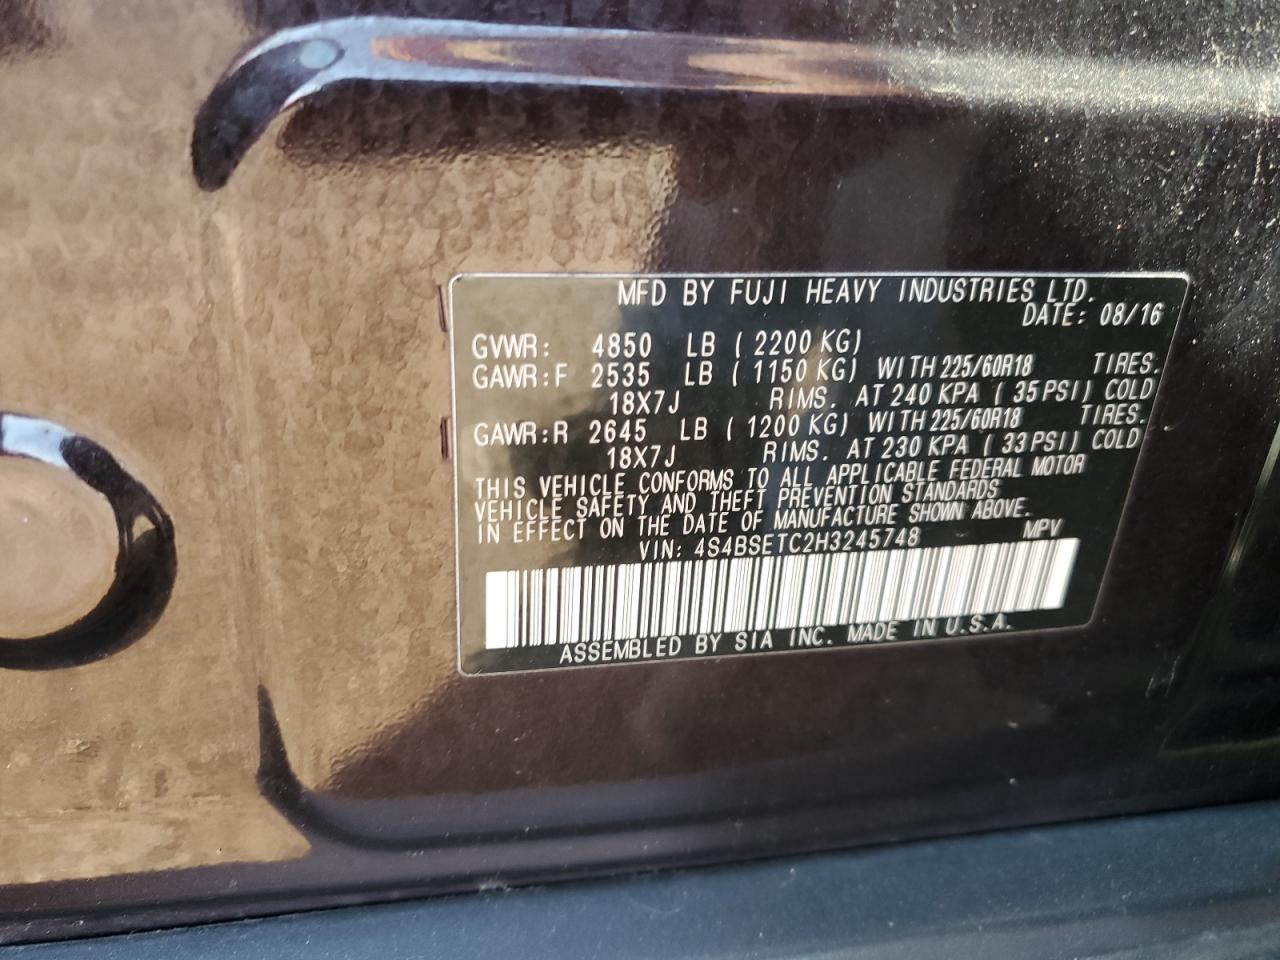 MFD BY FUJI HEAVY INDUSTRIES LTD.
DATE: 08/16
GVWR: 4850 LB ( 2200 KG)
GAWR:F 2535 LB ( 1150 KG) WITH 225/60R18 TIRES.
18X7J RIMS. AT 240 KPA ( 35 PSI) COLD
GAWR:R 2645 LB ( 1200 KG) WITH 225/60R18 TIRES.
18X7J RIMS. AT 230 KPA ( 33 PSI) COLD
THIS VEHICLE CONFORMS TO ALL APPLICABLE FEDERAL MOTOR
VEHICLE SAFETY AND THEFT PREVENTION STANDARDS
IN EFFECT ON THE DATE OF MANUFACTURE SHOWN ABOVE.
VIN: 4S4BSETC2H3245748 MPV
ASSEMBLED BY SIA INC. MADE IN U.S.A.